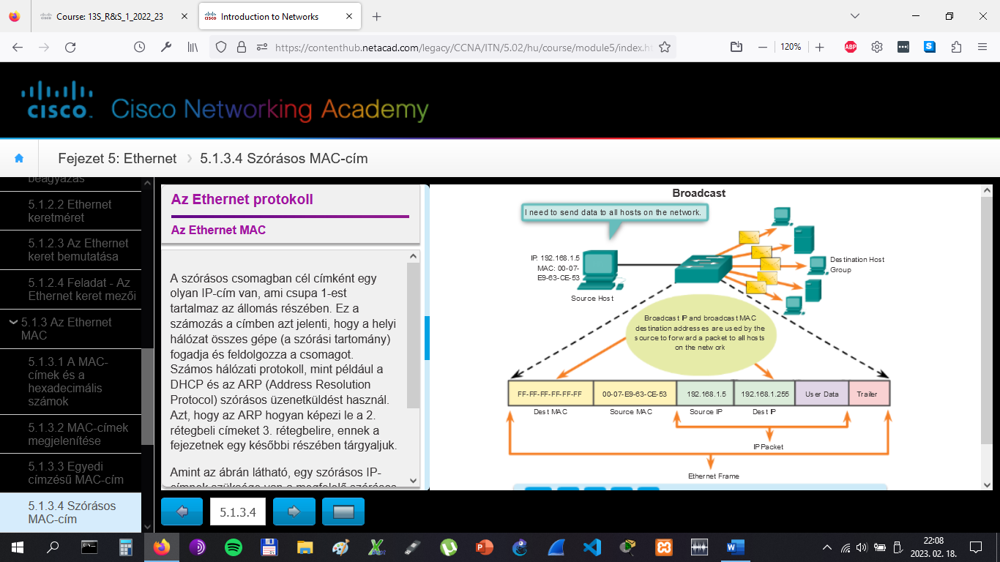 Course: 13S_R&S_1_2022_23
Introduction to Networks
https://contenthub.netacad.com/legacy/CCNA/ITN/5.02/hu/course/module5/index.ht
120%
ABP
S
CISCO
Cisco Networking Academy
Fejezet 5: Ethernet
5.1.3.4 Szórásos MAC-cím
beágyazás
5.1.2.2 Ethernet
keretméret
5.1.2.3 Az Ethernet
keret bemutatása
5.1.2.4 Feladat - Az
Ethernet keret mezői
5.1.3 Az Ethernet
MAC
5.1.3.1 A MAC-
címek és a
hexadecimális
számok
5.1.3.2 MAC-címek
megjelenítése
5.1.3.3 Egyedi
címzésű MAC-cím
5.1.3.4 Szórásos
MAC-cím
Az Ethernet protokoll
Az Ethernet MAC
A szórásos csomagban cél címként egy
olyan IP-cím van, ami csupa 1-est
tartalmaz az állomás részében. Ez a
számozás a címben azt jelenti, hogy a helyi
hálózat összes gépe (a szórási tartomány)
fogadja és feldolgozza a csomagot.
Számos hálózati protokoll, mint például a
DHCP és az ARP (Address Resolution
Protocol) szórásos üzenetküldést használ.
Azt, hogy az ARP hogyan képezi le a 2.
rétegbeli címeket 3. rétegbelire, ennek a
fejezetnek egy későbbi részében tárgyaljuk.
Amint az ábrán látható, egy szórásos IP-
címnek szüksége van a megfelelő szórásos
5.1.3.4
Broadcast
I need to send data to all hosts on the network.
IP: 192.168.1.5
MAC: 00-07-
E9-63-CE-53
Source Host
Destination Host
Group
Broadcast IP and broadcast MAC
destination addresses are used by the
source to forward a packet to all hosts
on the network
FF-FF-FF-FF-FF-FF
00-07-E9-63-CE-53
192.168.1.5
192.168.1.255
User Data
Trailer
Dest MAC
Source MAC
Source IP
Dest IP
IP Packet
Ethernet Frame
22:08
2023. 02. 18.